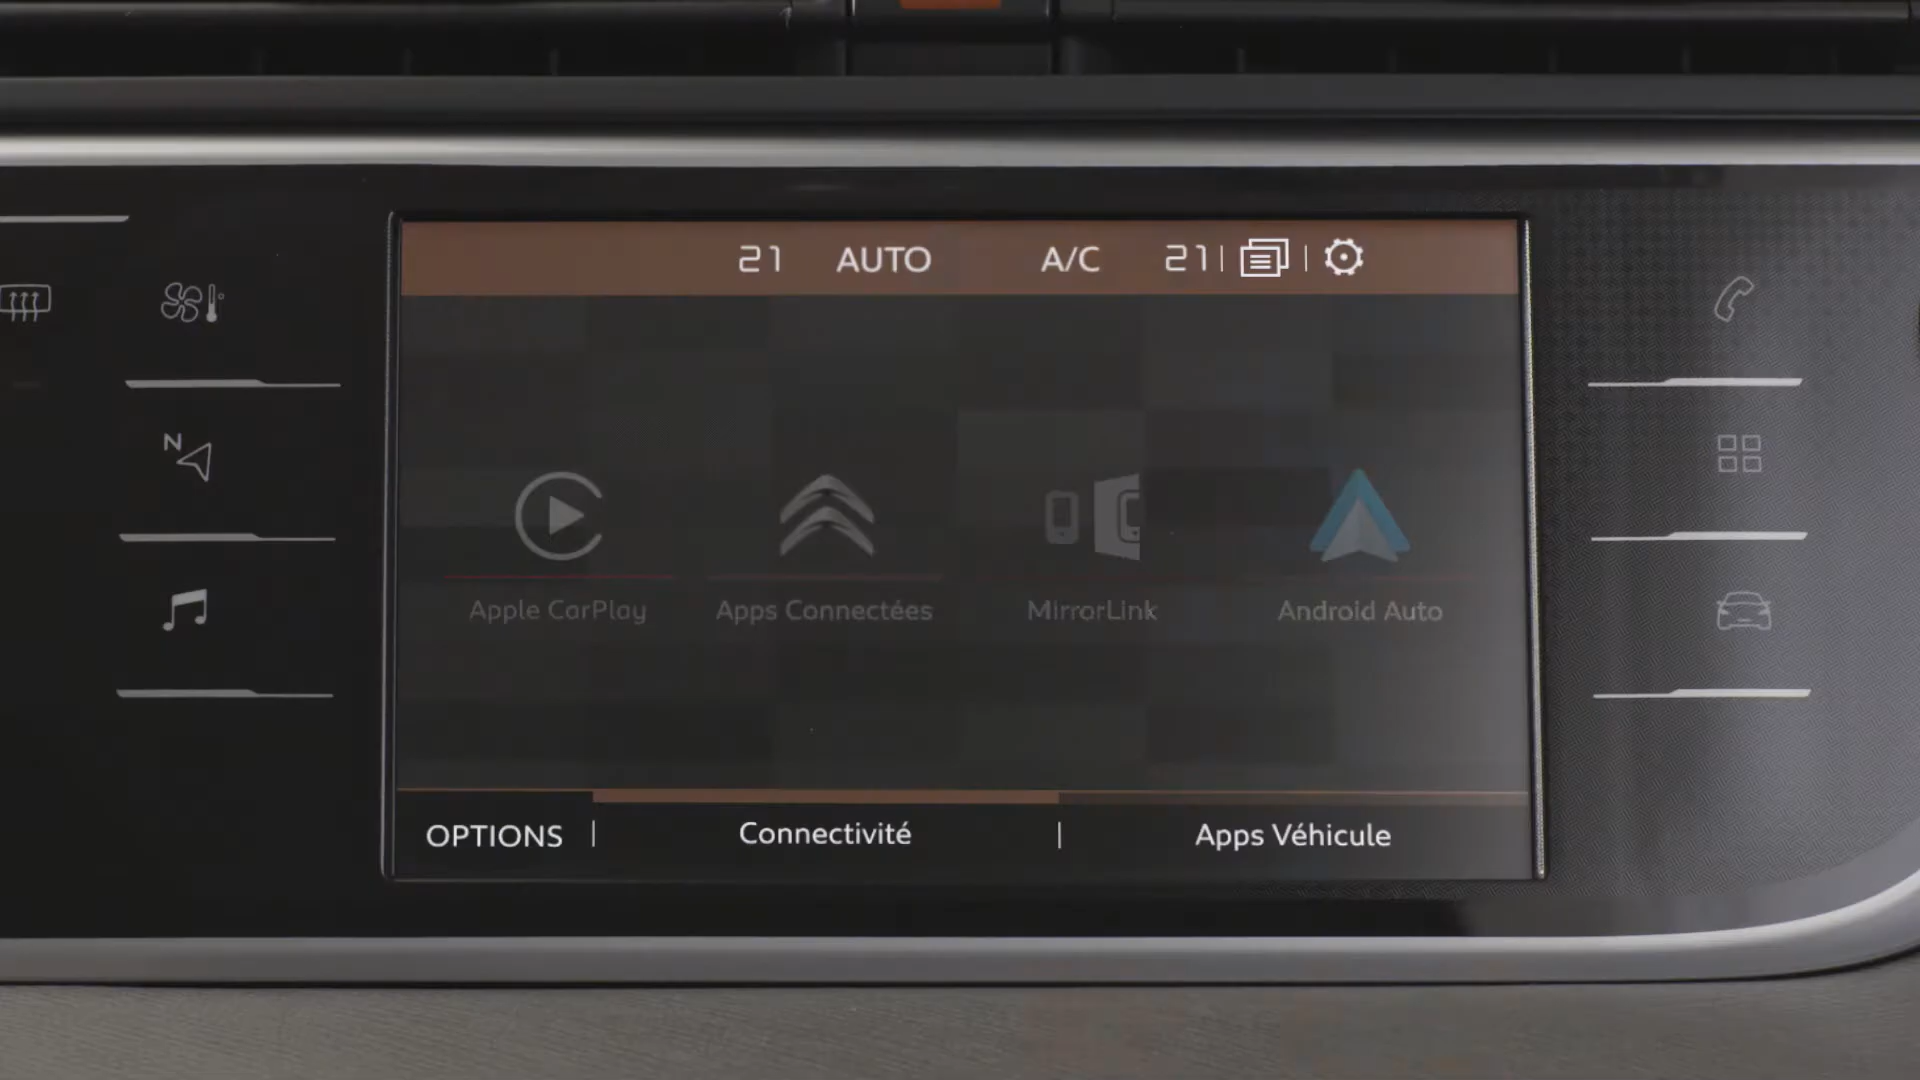 21 AUTO A/C 21
N
Apple CarPlay Apps Connectées MirrorLink Android Auto
OPTIONS Connectivité Apps Véhicule